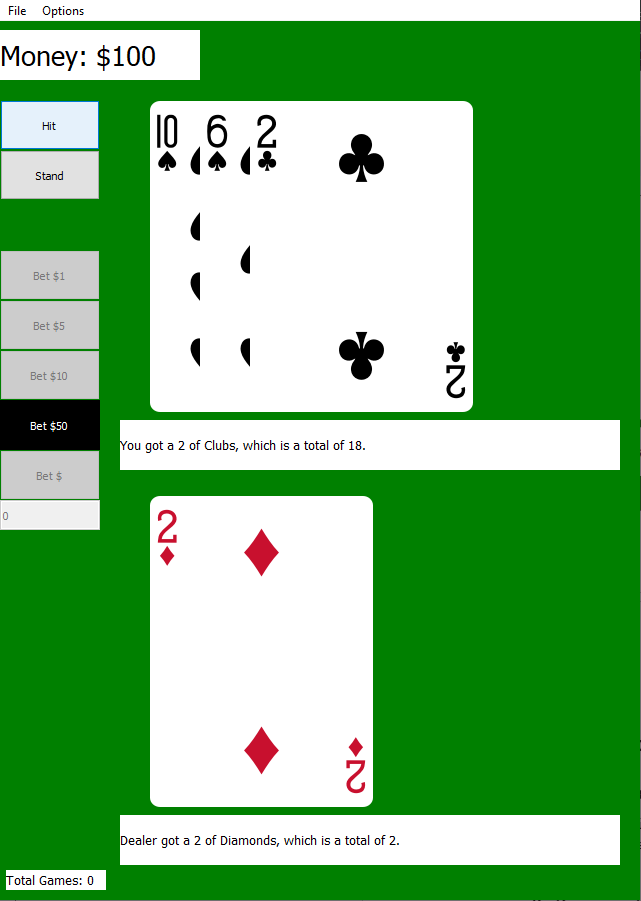 File Options
Money: $100
Hit
Stand
Bet $1
Bet $5
Bet $10
Bet $50
Bet $
0
10 6 2
2
You got a 2 of Clubs, which is a total of 18.
2
2
Dealer got a 2 of Diamonds, which is a total of 2.
Total Games: 0